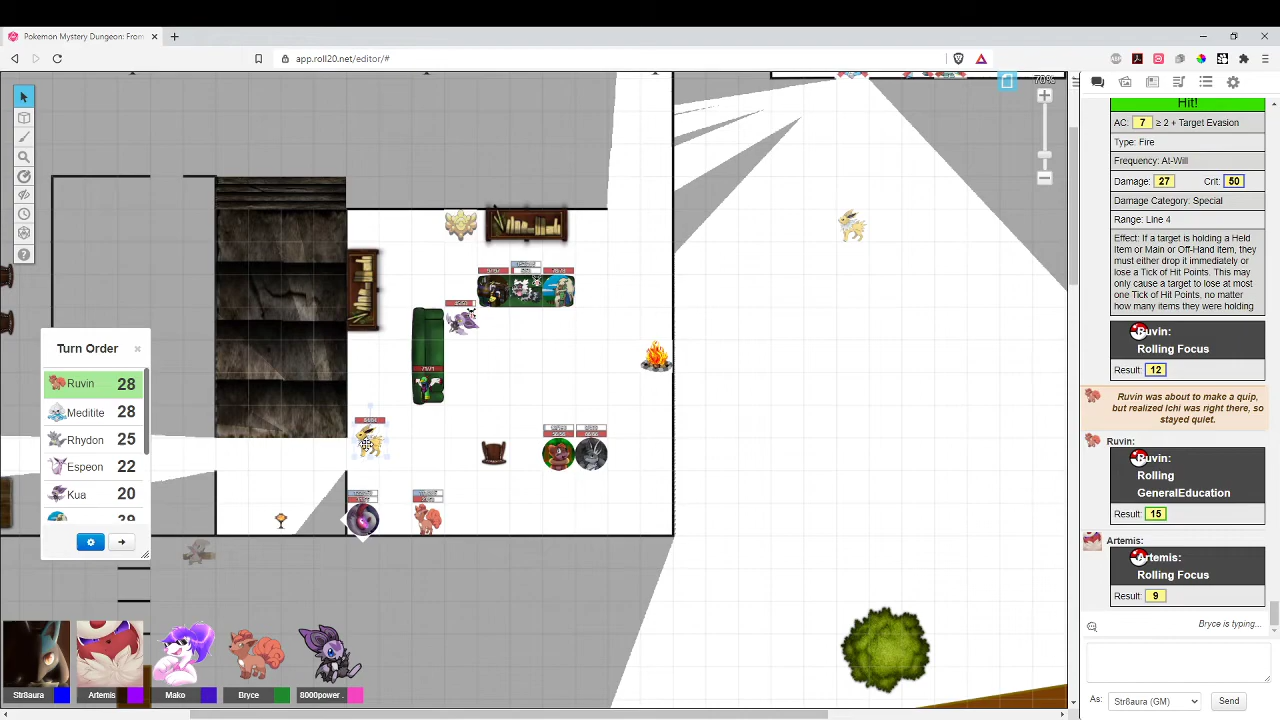 Pokemon Mystery Dungeon: From
app.roll20.net/editor/#
70%
Turn Order
Ruvin 28
Meditite 28
Rhydon 25
Espeon 22
Kua 20
Str8aura
Artemis
Mako
Bryce
8000power .
Hit!
AC: 7 ≥ 2 + Target Evasion
Type: Fire
Frequency: At-Will
Damage: 27 Crit: 50
Damage Category: Special
Range: Line 4
Effect: If a target is holding a Held
item or Main or Off-Hand item, they
must either drop it immediately or
lose a Tick of Hit Points. This may
only cause a target to lose at most
one Tick of Hit Points, no matter
how many items they are holding
Ruvin:
Rolling Focus
Result: 12
Ruvin was about to make a quip,
but realized Ichi was right there, so
stayed quiet.
Ruvin:
Ruvin:
Rolling
GeneralEducation
Result: 15
Artemis:
Artemis:
Rolling Focus
Result: 9
Bryce is typing...
As: Str8aura (GM)
Send